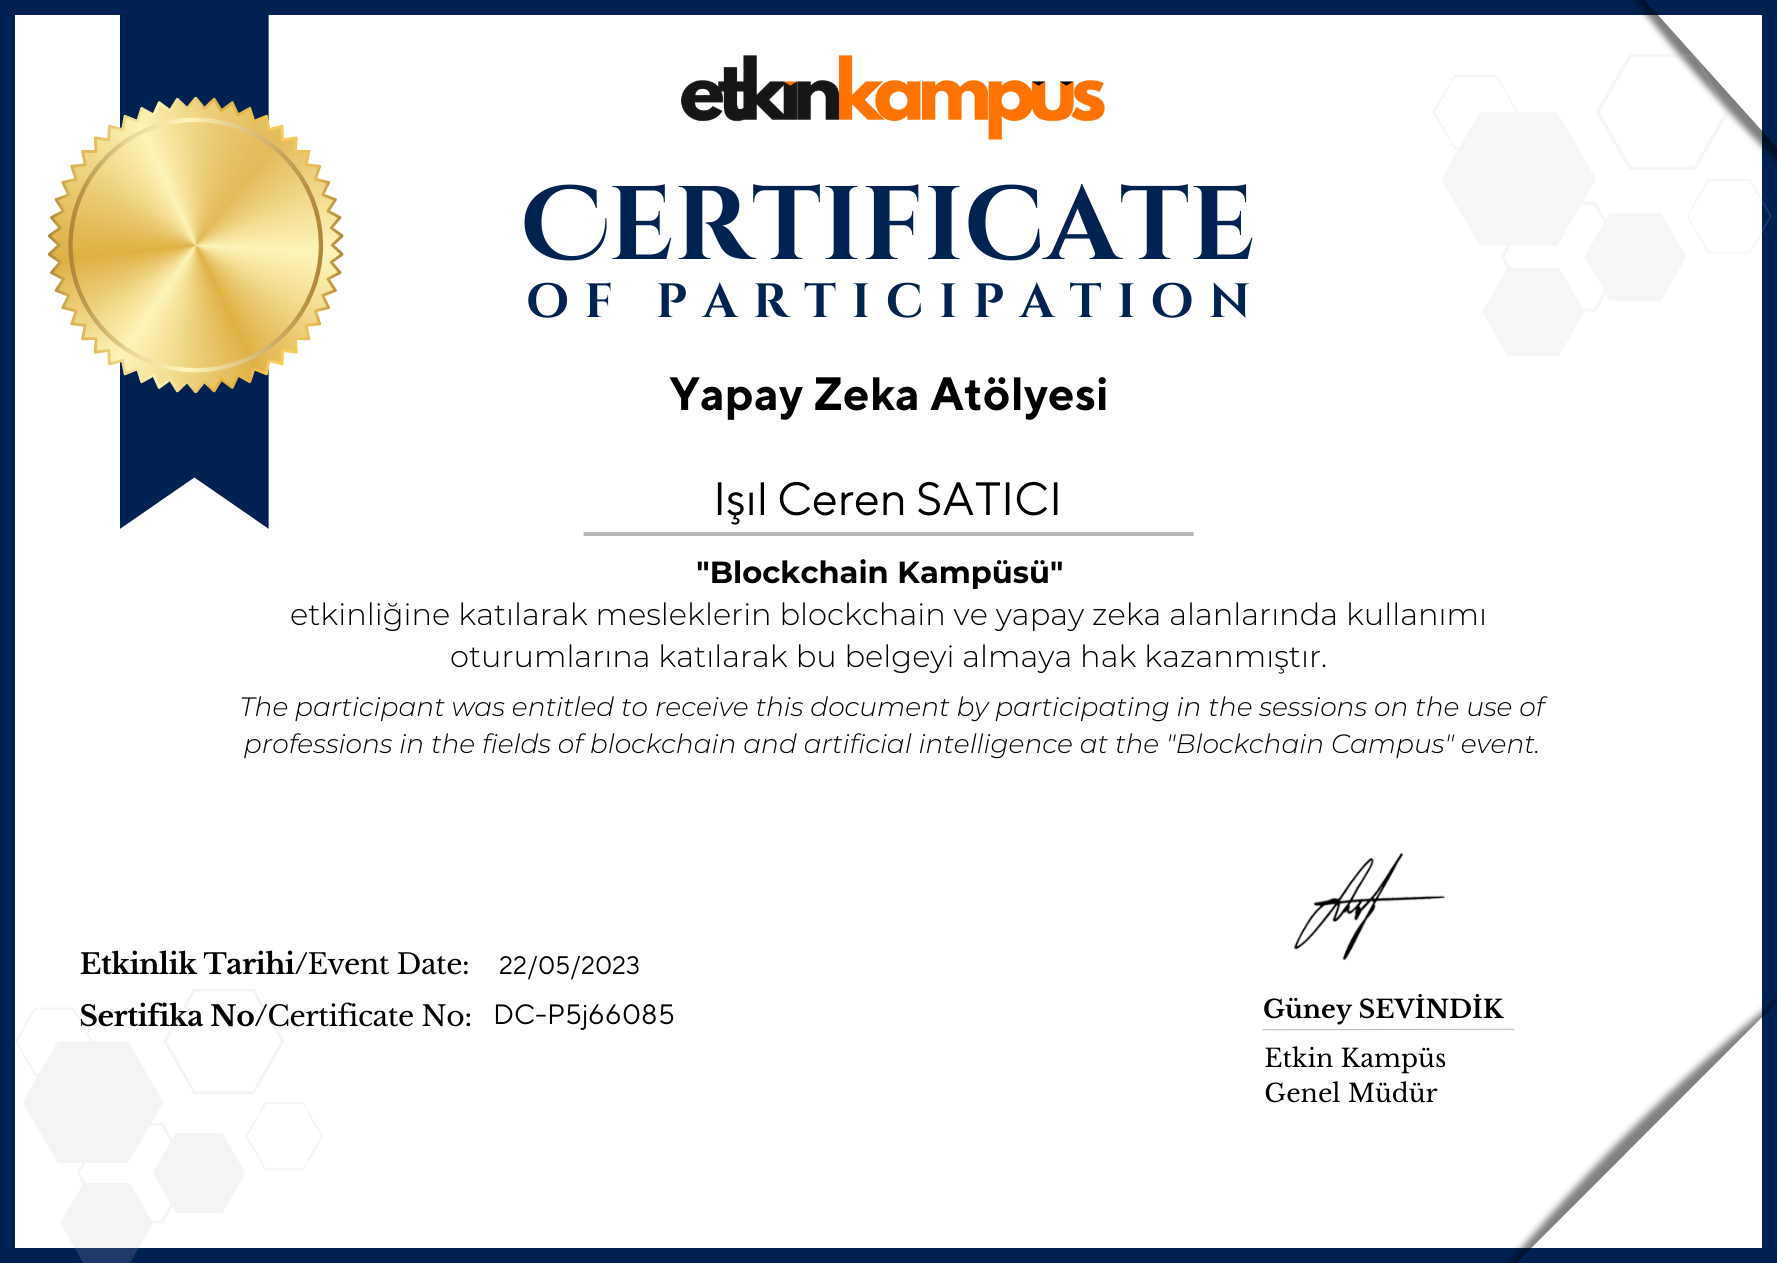 etkinkampüs
CERTIFICATE
OF PARTICIPATION
Yapay Zeka Atölyesi
Işıl Ceren SATICI
"Blockchain Kampüsü"
etkinliğine katılarak mesleklerin blockchain ve yapay zeka alanlarında kullanımı
oturumlarına katılarak bu belgeyi almaya hak kazanmıştır.
The participant was entitled to receive this document by participating in the sessions on the use of
professions in the fields of blockchain and artificial intelligence at the "Blockchain Campus" event.
Etkinlik Tarihi/Event Date: 22/05/2023
Sertifika No/Certificate No: DC-P5j66085
Güney SEVİNDİK
Etkin Kampüs
Genel Müdür